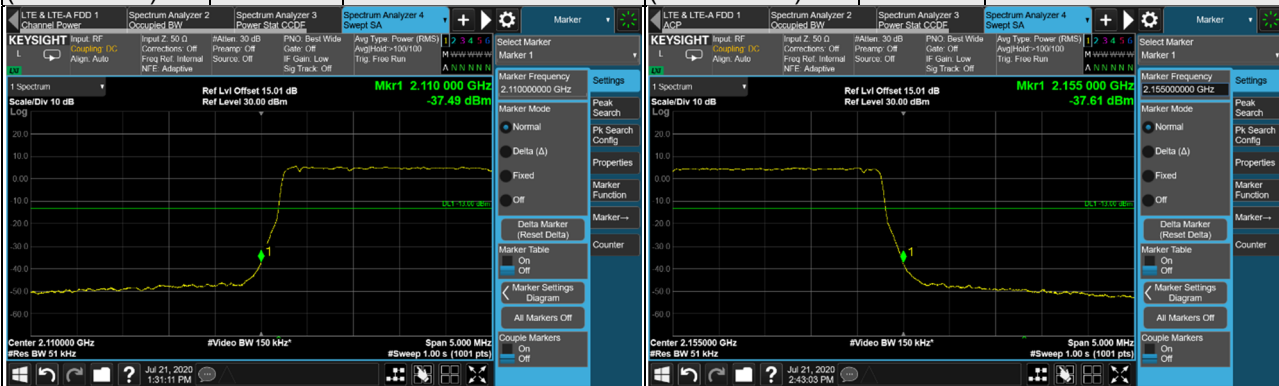 LTE & LTE-A FDD 1
Channel Power
Spectrum Analyzer 2
Occupied BW
Spectrum Analyzer 3
Power Stat CCDF
Spectrum Analyzer 4
Swept SA
Marker
KEYSIGHT
Input: RF
Coupling: DC
Align: Auto
Input Z: 50 Ω
Corrections: Off
Freq Ref: Internal
NFE: Adaptive
#Atten: 30 dB
Preamp: Off
Source: Off
PNO: Best Wide
Gate: Off
IF Gain: Low
Sig Track: Off
Avg Type: Power (RMS)
Avg|Hold:>100/100
Trig: Free Run
1 2 3 4 5 6
M W W W W W
A N N N N N
L
LXI
1 Spectrum
Scale/Div 10 dB
Log
Ref Lvl Offset 15.01 dB
Ref Level 30.00 dBm
Mkr1 2.110 000 GHz
-37.49 dBm
20.0
10.0
0.00
-10.0
-20.0
-30.0
-40.0
-50.0
-60.0
DL1 -13.00 dBm
1
Center 2.110000 GHz
#Res BW 51 kHz
#Video BW 150 kHz*
Span 5.000 MHz
#Sweep 1.00 s (1001 pts)
Select Marker
Marker 1
Marker Frequency
2.110000000 GHz
Marker Mode
Normal
Delta (Δ)
Fixed
Off
Delta Marker
(Reset Delta)
Marker Table
On
Off
Marker Settings
Diagram
All Markers Off
Couple Markers
On
Off
Settings
Peak
Search
Pk Search
Config
Properties
Marker
Function
Marker→
Counter
Jul 21, 2020
1:31:11 PM
LTE & LTE-A FDD 1
ACP
Spectrum Analyzer 2
Occupied BW
Spectrum Analyzer 3
Power Stat CCDF
Spectrum Analyzer 4
Swept SA
Marker
KEYSIGHT
Input: RF
Coupling: DC
Align: Auto
Input Z: 50 Ω
Corrections: Off
Freq Ref: Internal
NFE: Adaptive
#Atten: 30 dB
Preamp: Off
Source: Off
PNO: Best Wide
Gate: Off
IF Gain: Low
Sig Track: Off
Avg Type: Power (RMS)
Avg|Hold:>100/100
Trig: Free Run
1 2 3 4 5 6
M W W W W W
A N N N N N
L
LXI
1 Spectrum
Scale/Div 10 dB
Log
Ref Lvl Offset 15.01 dB
Ref Level 30.00 dBm
Mkr1 2.155 000 GHz
-37.61 dBm
20.0
10.0
0.00
-10.0
-20.0
-30.0
-40.0
-50.0
-60.0
DL1 -13.00 dBm
1
Center 2.155000 GHz
#Res BW 51 kHz
#Video BW 150 kHz*
Span 5.000 MHz
#Sweep 1.00 s (1001 pts)
Select Marker
Marker 1
Marker Frequency
2.155000000 GHz
Marker Mode
Normal
Delta (Δ)
Fixed
Off
Delta Marker
(Reset Delta)
Marker Table
On
Off
Marker Settings
Diagram
All Markers Off
Couple Markers
On
Off
Settings
Peak
Search
Pk Search
Config
Properties
Marker
Function
Marker→
Counter
Jul 21, 2020
2:43:03 PM